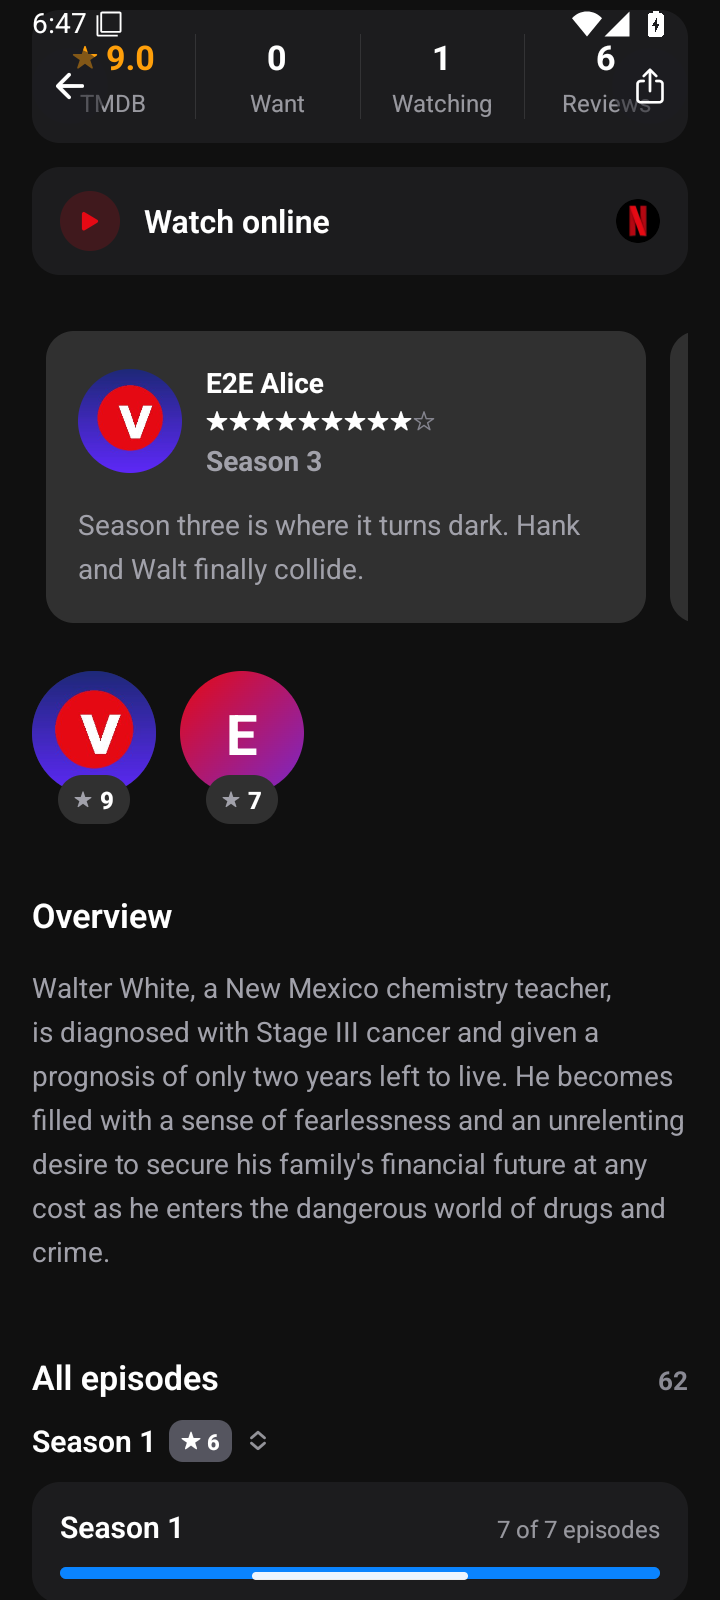 6:47
9.0
TMDB
0
Want
1
Watching
6
Reviews
Watch online
N
V
E2E Alice
★★★★★★★★★☆
Season 3
Season three is where it turns dark. Hank
and Walt finally collide.
V
★ 9
E
★ 7
Overview
Walter White, a New Mexico chemistry teacher,
is diagnosed with Stage III cancer and given a
prognosis of only two years left to live. He becomes
filled with a sense of fearlessness and an unrelenting
desire to secure his family's financial future at any
cost as he enters the dangerous world of drugs and
crime.
All episodes
62
Season 1 ★ 6
Season 1
7 of 7 episodes